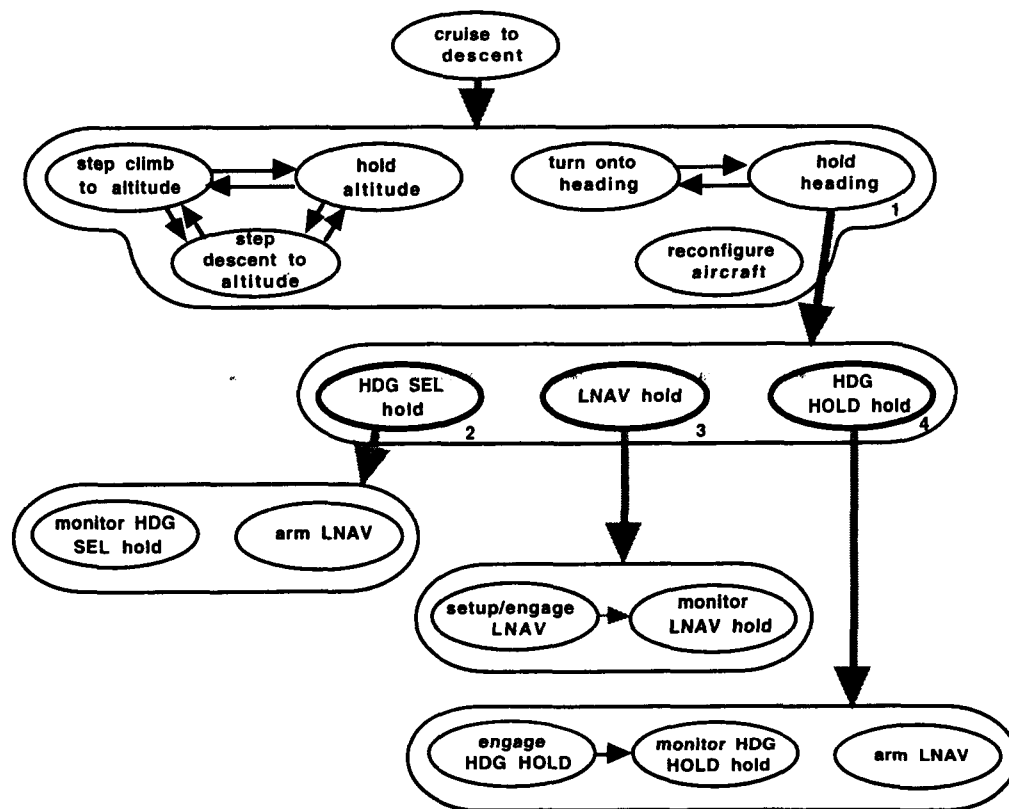 cruise to
descent
step climb
to altitude
hold
altitude
turn onto
heading
hold
heading
1
step
descent to
altitude
reconfigure
aircraft
HDG SEL
hold
2
LNAV hold
3
HDG
HOLD hold
4
monitor HDG
SEL hold
arm LNAV
setup/engage
LNAV
monitor
LNAV hold
engage
HDG HOLD
monitor HDG
HOLD hold
arm LNAV